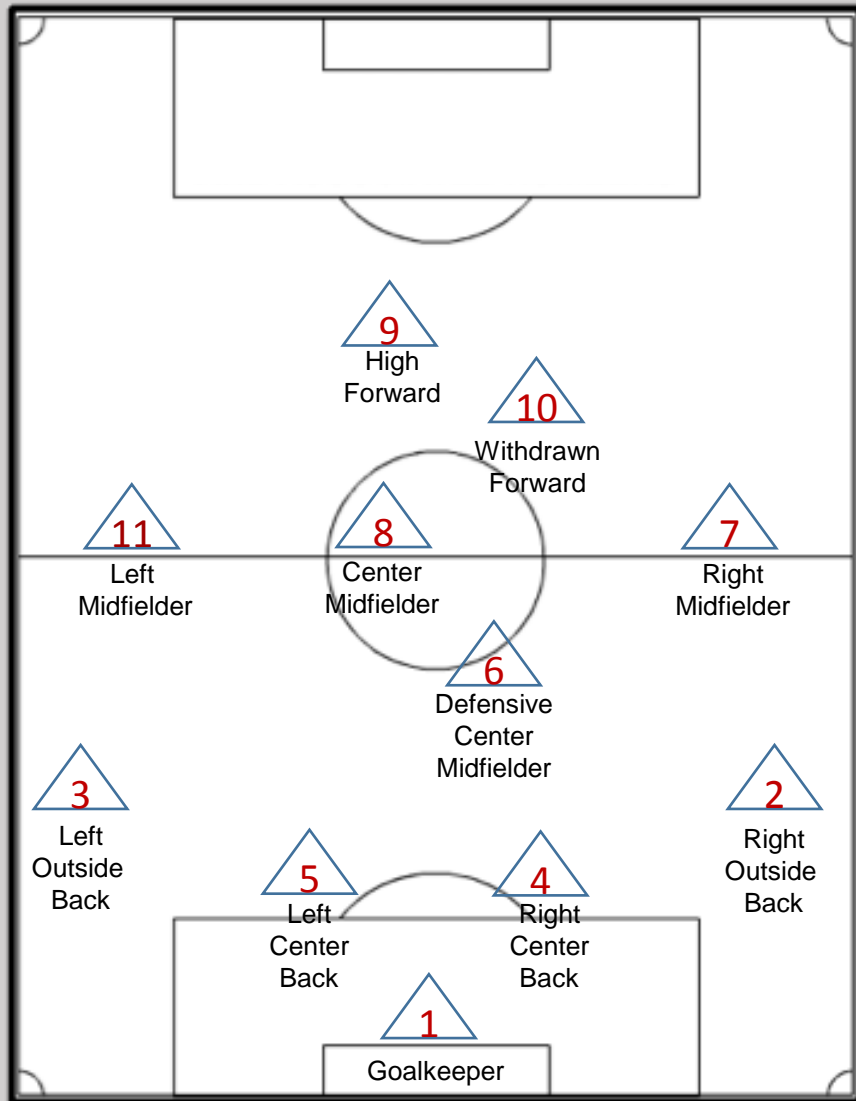 9
High
Forward
10
Withdrawn
Forward
11
Left
Midfielder
8
Center
Midfielder
7
Right
Midfielder
6
Defensive
Center
Midfielder
3
Left
Outside
Back
2
Right
Outside
Back
5
Left
Center
Back
4
Right
Center
Back
1
Goalkeeper